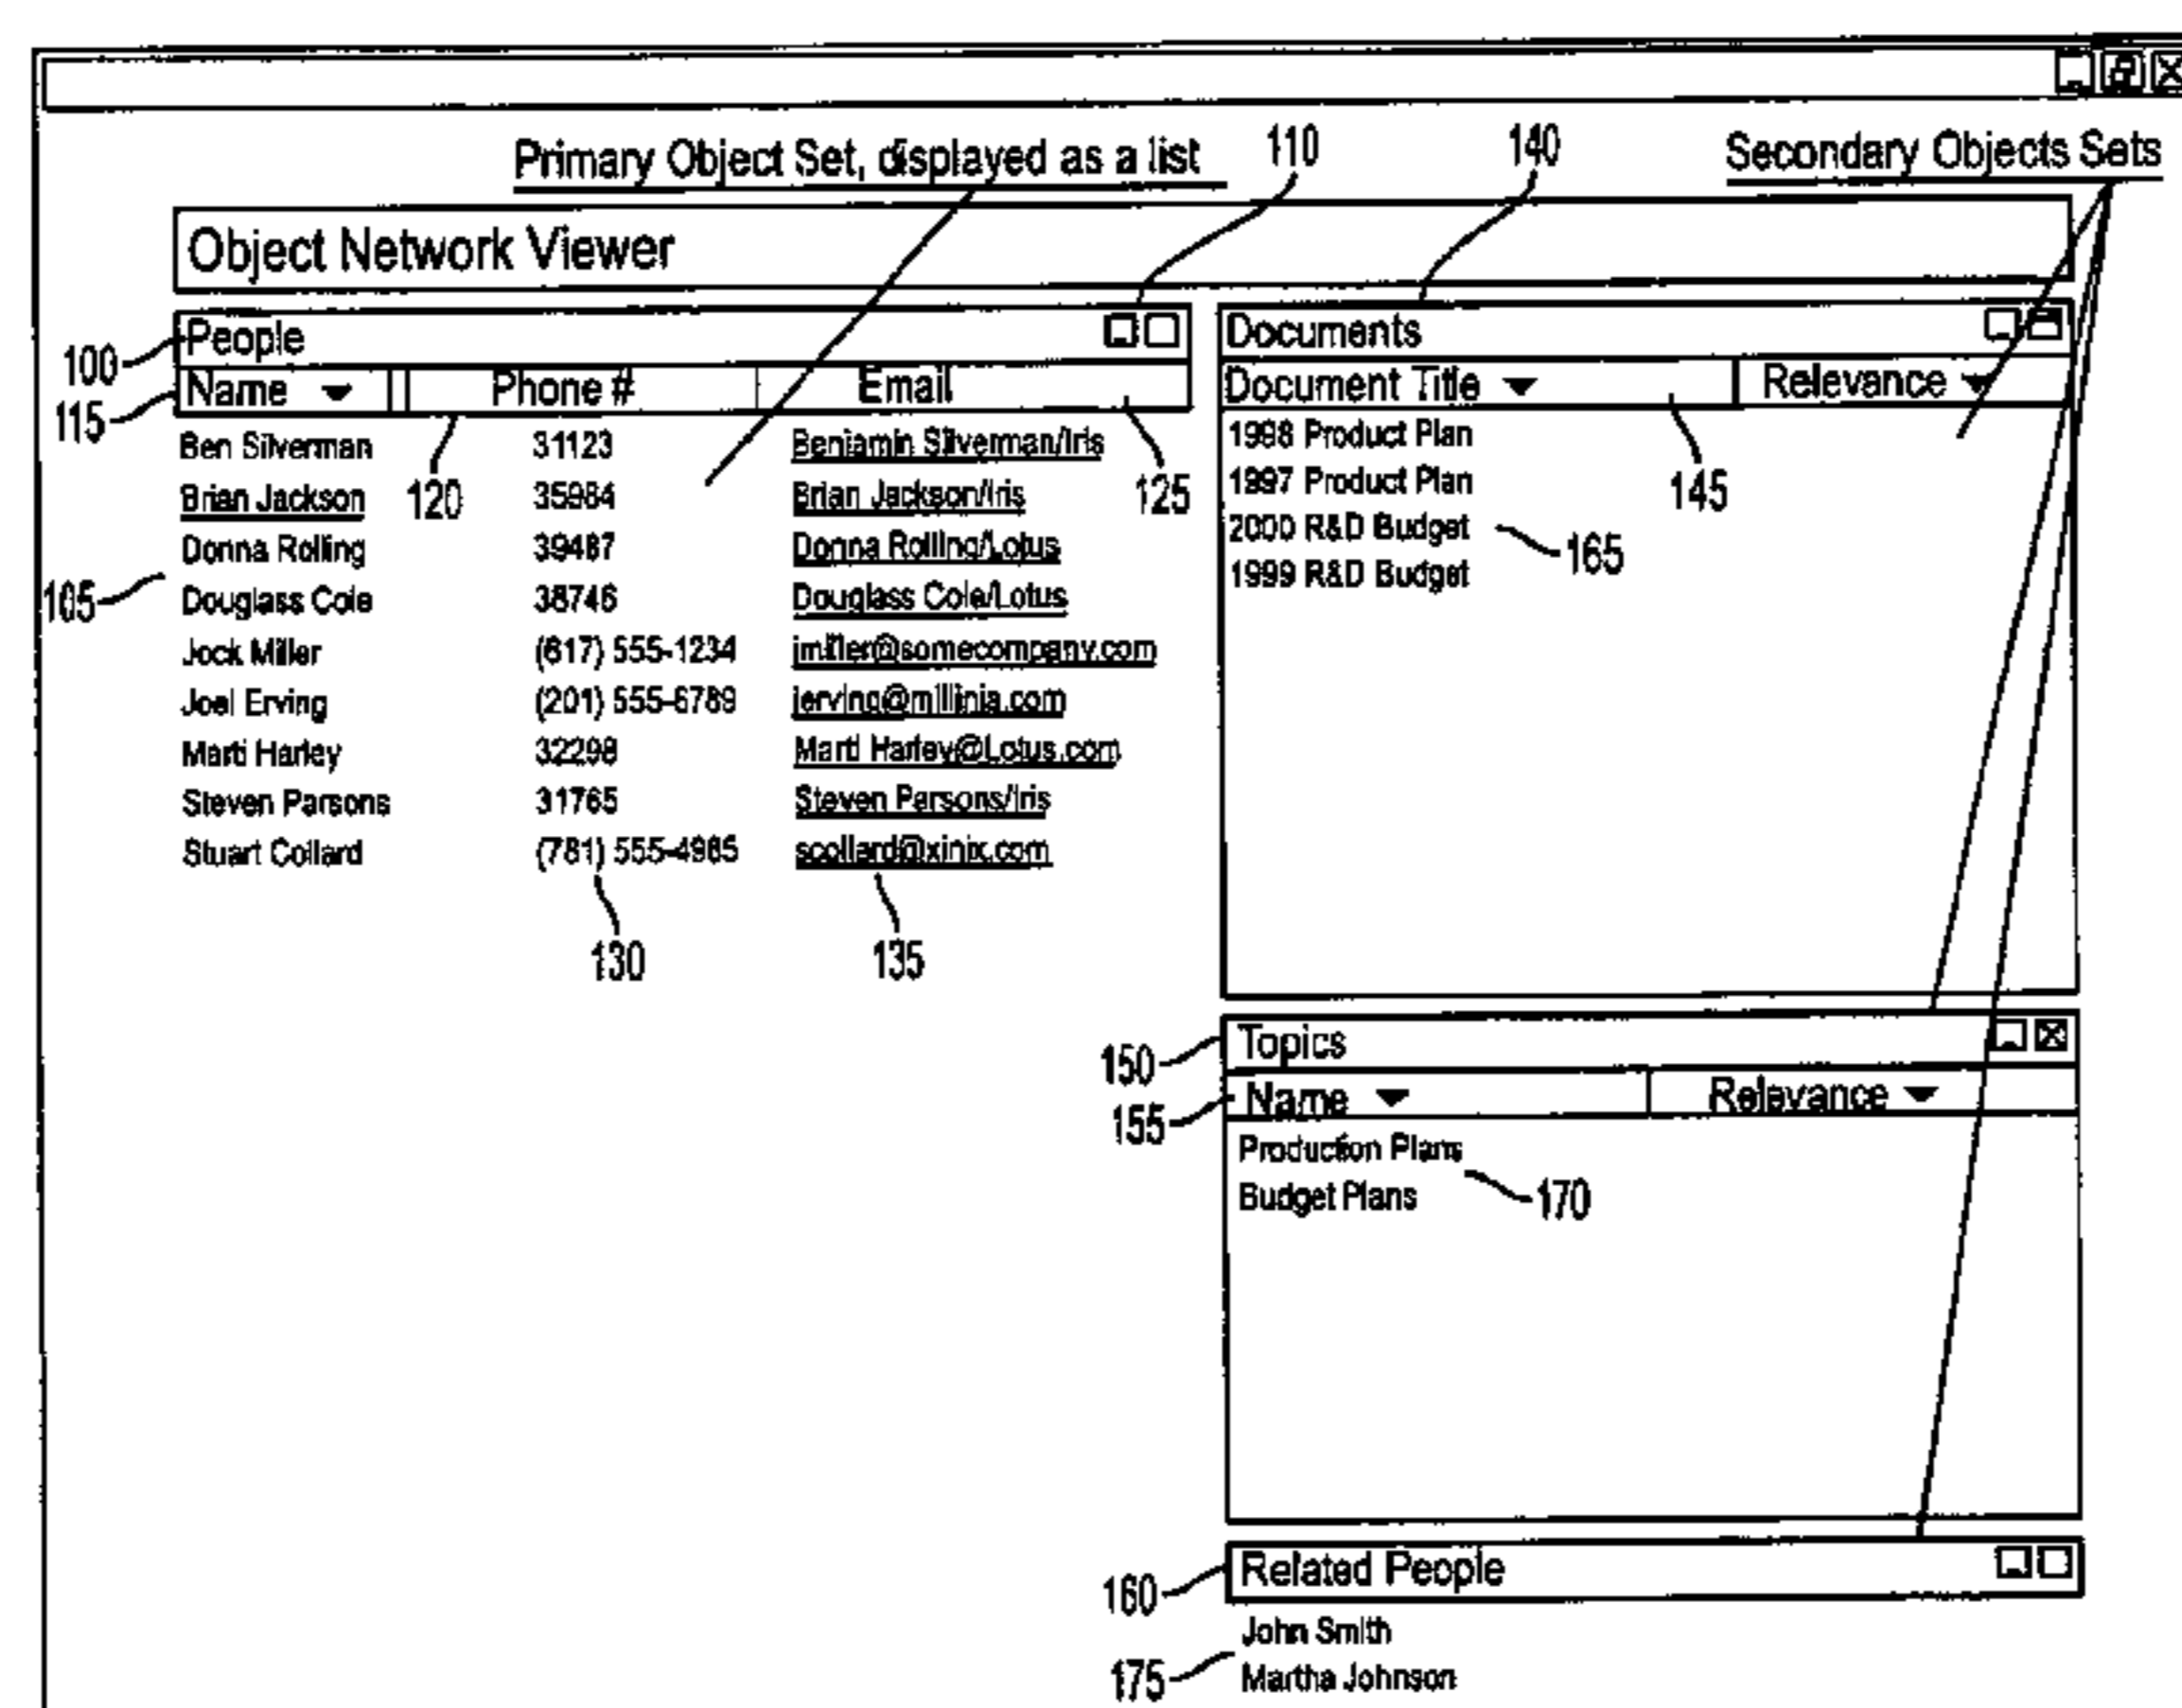 Primary Object Set, displayed as a list 110 140 Secondary Objects Sets
Object Network Viewer
100 People
115 Name Phone # Email
Ben Silverman 31123 Benjamin Silverman/Iris
Brian Jackson 120 35984 Brian Jackson/Iris 125
Donna Rolling 39487 Donna Rolling/Lotus
105 Douglass Cole 38746 Douglass Cole/Lotus
Jock Miller (617) 555-1234 jmiller@somecompany.com
Joel Erving (201) 555-6789 jerving@millinia.com
Marti Harley 32298 Marti Harley@Lotus.com
Steven Parsons 31765 Steven Parsons/Iris
Stuart Collard (781) 555-4985 scollard@xinix.com
130 135
Documents
Document Title Relevance
1998 Product Plan
1997 Product Plan 145
2000 R&D Budget 165
1999 R&D Budget
150 Topics
155 Name Relevance
Production Plans
Budget Plans 170
160 Related People
John Smith
175 Martha Johnson